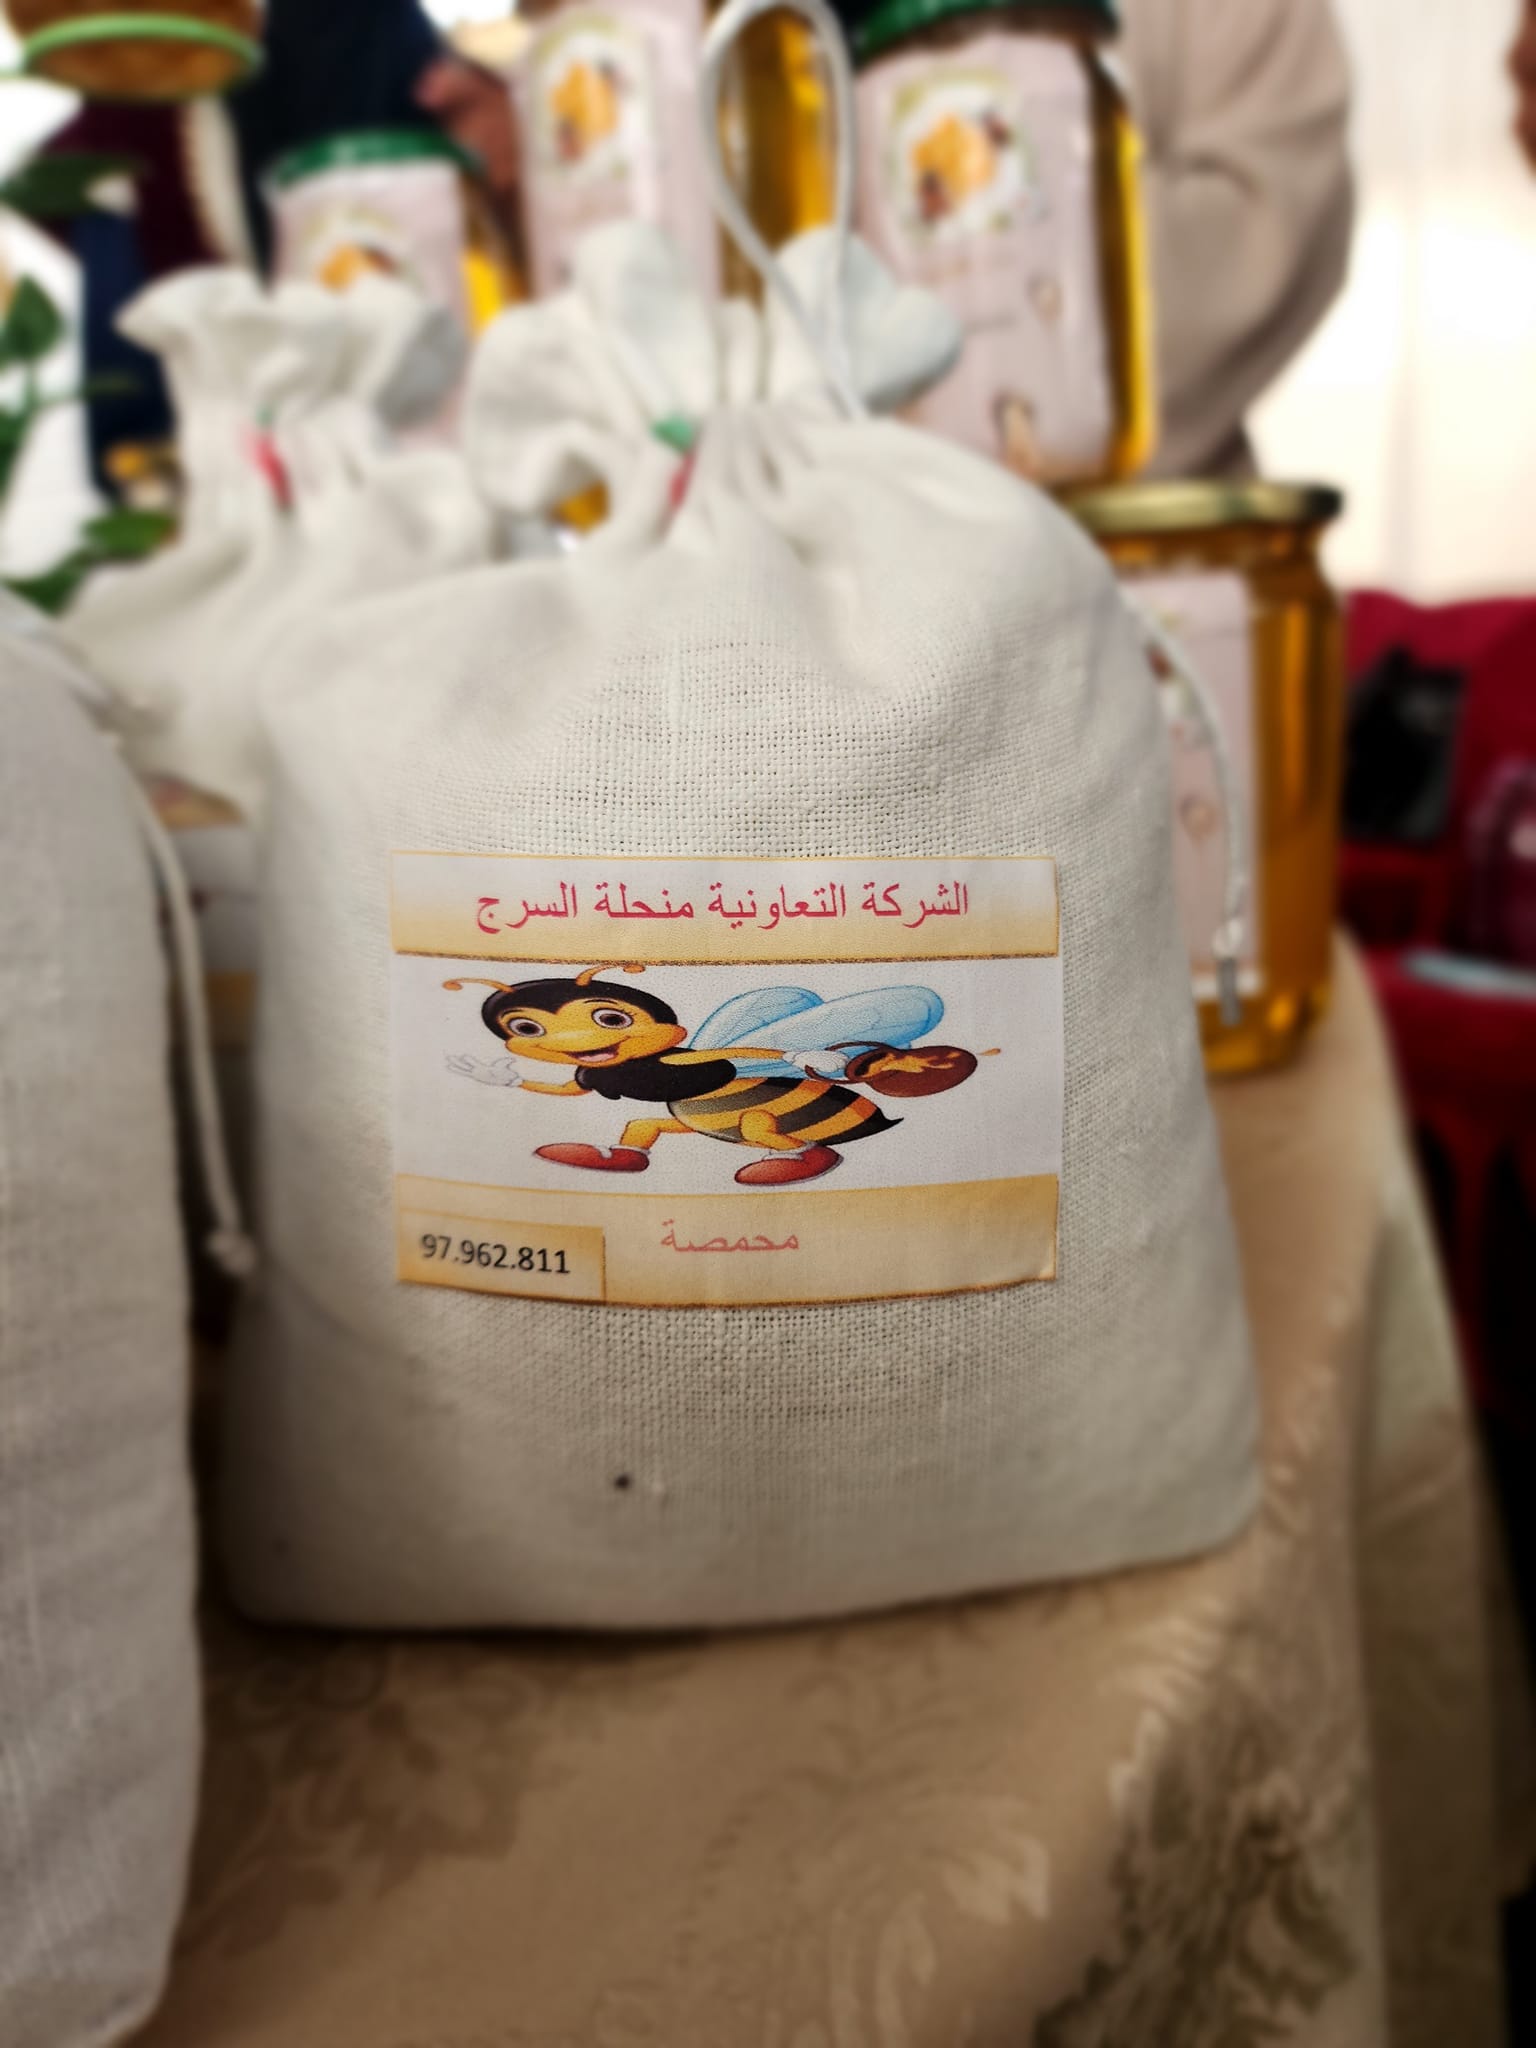 الشركة التعاونية منحلة السرج
محمصة
97.962.811